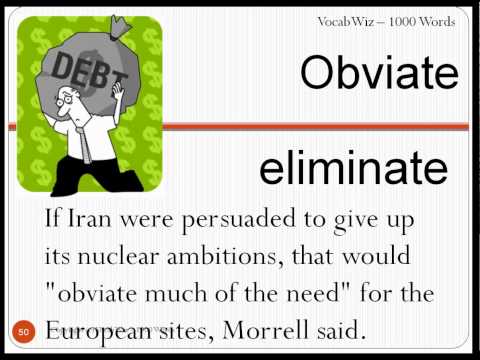 VocabWiz – 1000 Words
DEBT
Obviate
eliminate
If Iran were persuaded to give up
its nuclear ambitions, that would
"obviate much of the need" for the
European sites, Morrell said.
50